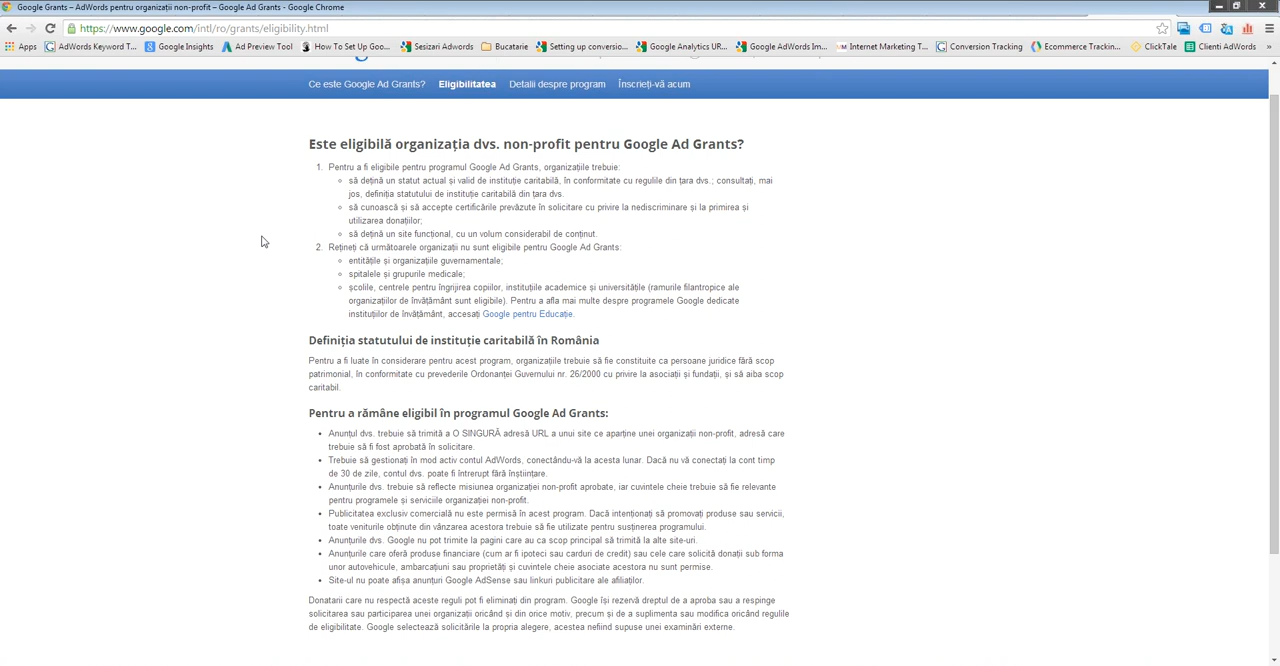 Google Grants – AdWords pentru organizații non-profit – Google Ad Grants - Google Chrome
https://www.google.com/intl/ro/grants/eligibility.html
Apps AdWords Keyword T... Google Insights Ad Preview Tool How To Set Up Goo... Sesizari Adwords Bucatarie Setting up conversio... Google Analytics UR... Google AdWords Im... Internet Marketing T... Conversion Tracking Ecommerce Trackin... ClickTale Clienti AdWords »
Ce este Google Ad Grants? Eligibilitatea Detalii despre program Înscrieți-vă acum
Este eligibilă organizația dvs. non-profit pentru Google Ad Grants?
1. Pentru a fi eligibile pentru programul Google Ad Grants, organizațiile trebuie:
să dețină un statut actual și valid de instituție caritabilă, în conformitate cu regulile din țara dvs.; consultați, mai
jos, definiția statutului de instituție caritabilă din țara dvs.
să cunoască și să accepte certificările prevăzute în solicitare cu privire la nediscriminare și la primirea și
utilizarea donațiilor;
să dețină un site funcțional, cu un volum considerabil de conținut.
2. Rețineți că următoarele organizații nu sunt eligibile pentru Google Ad Grants:
entitățile și organizațiile guvernamentale;
spitalele și grupurile medicale;
școlile, centrele pentru îngrijirea copiilor, instituțiile academice și universitățile (ramurile filantropice ale
organizațiilor de învățământ sunt eligibile). Pentru a afla mai multe despre programele Google dedicate
instituțiilor de învățământ, accesați Google pentru Educație.
Definiția statutului de instituție caritabilă în România
Pentru a fi luate în considerare pentru acest program, organizațiile trebuie să fie constituite ca persoane juridice fără scop
patrimonial, în conformitate cu prevederile Ordonanței Guvernului nr. 26/2000 cu privire la asociații și fundații, și să aiba scop
caritabil.
Pentru a rămâne eligibil în programul Google Ad Grants:
Anunțul dvs. trebuie să trimită a O SINGURĂ adresă URL a unui site ce aparține unei organizații non-profit, adresă care
trebuie să fi fost aprobată în solicitare.
Trebuie să gestionați în mod activ contul AdWords, conectându-vă la acesta lunar. Dacă nu vă conectați la cont timp
de 30 de zile, contul dvs. poate fi întrerupt fără înștiințare.
Anunțurile dvs. trebuie să reflecte misiunea organizației non-profit aprobate, iar cuvintele cheie trebuie să fie relevante
pentru programele și serviciile organizației non-profit.
Publicitatea exclusiv comercială nu este permisă în acest program. Dacă intenționați să promovați produse sau servicii,
toate veniturile obținute din vânzarea acestora trebuie să fie utilizate pentru susținerea programului.
Anunțurile dvs. Google nu pot trimite la pagini care au ca scop principal să trimită la alte site-uri.
Anunțurile care oferă produse financiare (cum ar fi ipoteci sau carduri de credit) sau cele care solicită donații sub forma
unor autovehicule, ambarcațiuni sau proprietăți și cuvintele cheie asociate acestora nu sunt permise.
Site-ul nu poate afișa anunțuri Google AdSense sau linkuri publicitare ale afiliaților.
Donatarii care nu respectă aceste reguli pot fi eliminați din program. Google își rezervă dreptul de a aproba sau a respinge
solicitarea sau participarea unei organizații oricând și din orice motiv, precum și de a suplimenta sau modifica oricând regulile
de eligibilitate. Google selectează solicitările la propria alegere, acestea nefiind supuse unei examinări externe.